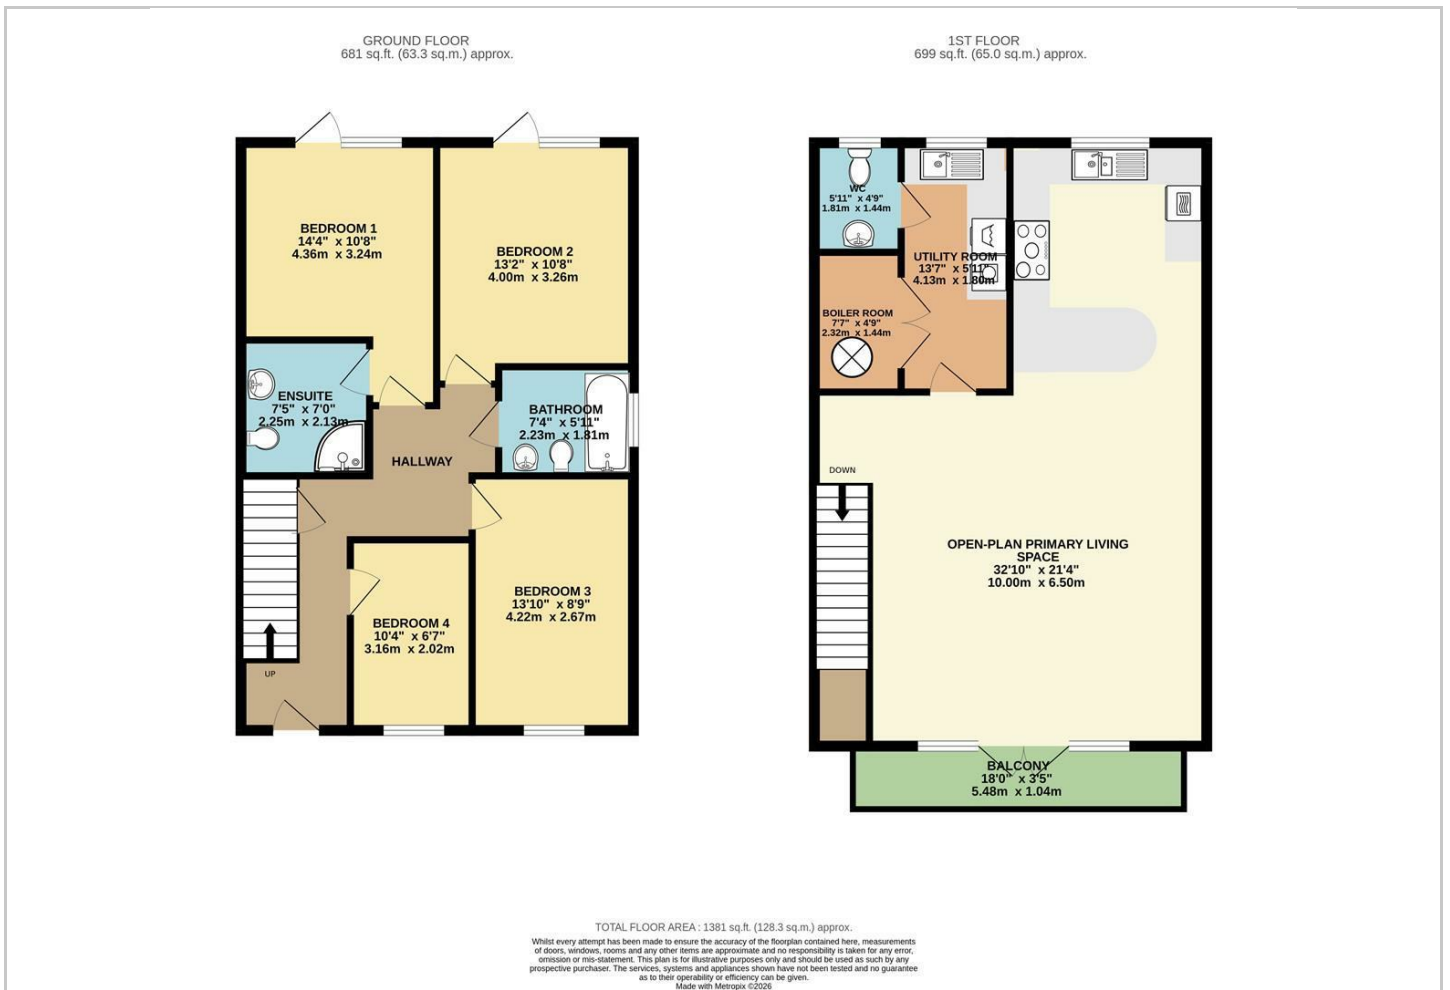 GROUND FLOOR
681 sq.ft. (63.3 sq.m.) approx.
1ST FLOOR
699 sq.ft. (65.0 sq.m.) approx.
BEDROOM 1
14'4" x 10'8"
4.36m x 3.24m
BEDROOM 2
13'2" x 10'8"
4.00m x 3.26m
ENSUITE
7'5" x 7'0"
2.25m x 2.13m
BATHROOM
7'4" x 5'11"
2.23m x 1.81m
HALLWAY
BEDROOM 3
13'10" x 8'9"
4.22m x 2.67m
BEDROOM 4
10'4" x 6'7"
3.16m x 2.02m
UP
WC
5'11" x 4'9"
1.81m x 1.44m
UTILITY ROOM
13'7" x 5'11"
4.13m x 1.80m
BOILER ROOM
7'7" x 4'9"
2.32m x 1.44m
DOWN
OPEN-PLAN PRIMARY LIVING
SPACE
32'10" x 21'4"
10.00m x 6.50m
BALCONY
18'0" x 3'5"
5.48m x 1.04m
TOTAL FLOOR AREA : 1381 sq.ft. (128.3 sq.m.) approx.
Whilst every attempt has been made to ensure the accuracy of the floorplan contained here, measurements
of doors, windows, rooms and any other items are approximate and no responsibility is taken for any error,
omission or mis-statement. This plan is for illustrative purposes only and should be used as such by any
prospective purchaser. The services, systems and appliances shown have not been tested and no guarantee
as to their operability or efficiency can be given.
Made with Metropix ©2026